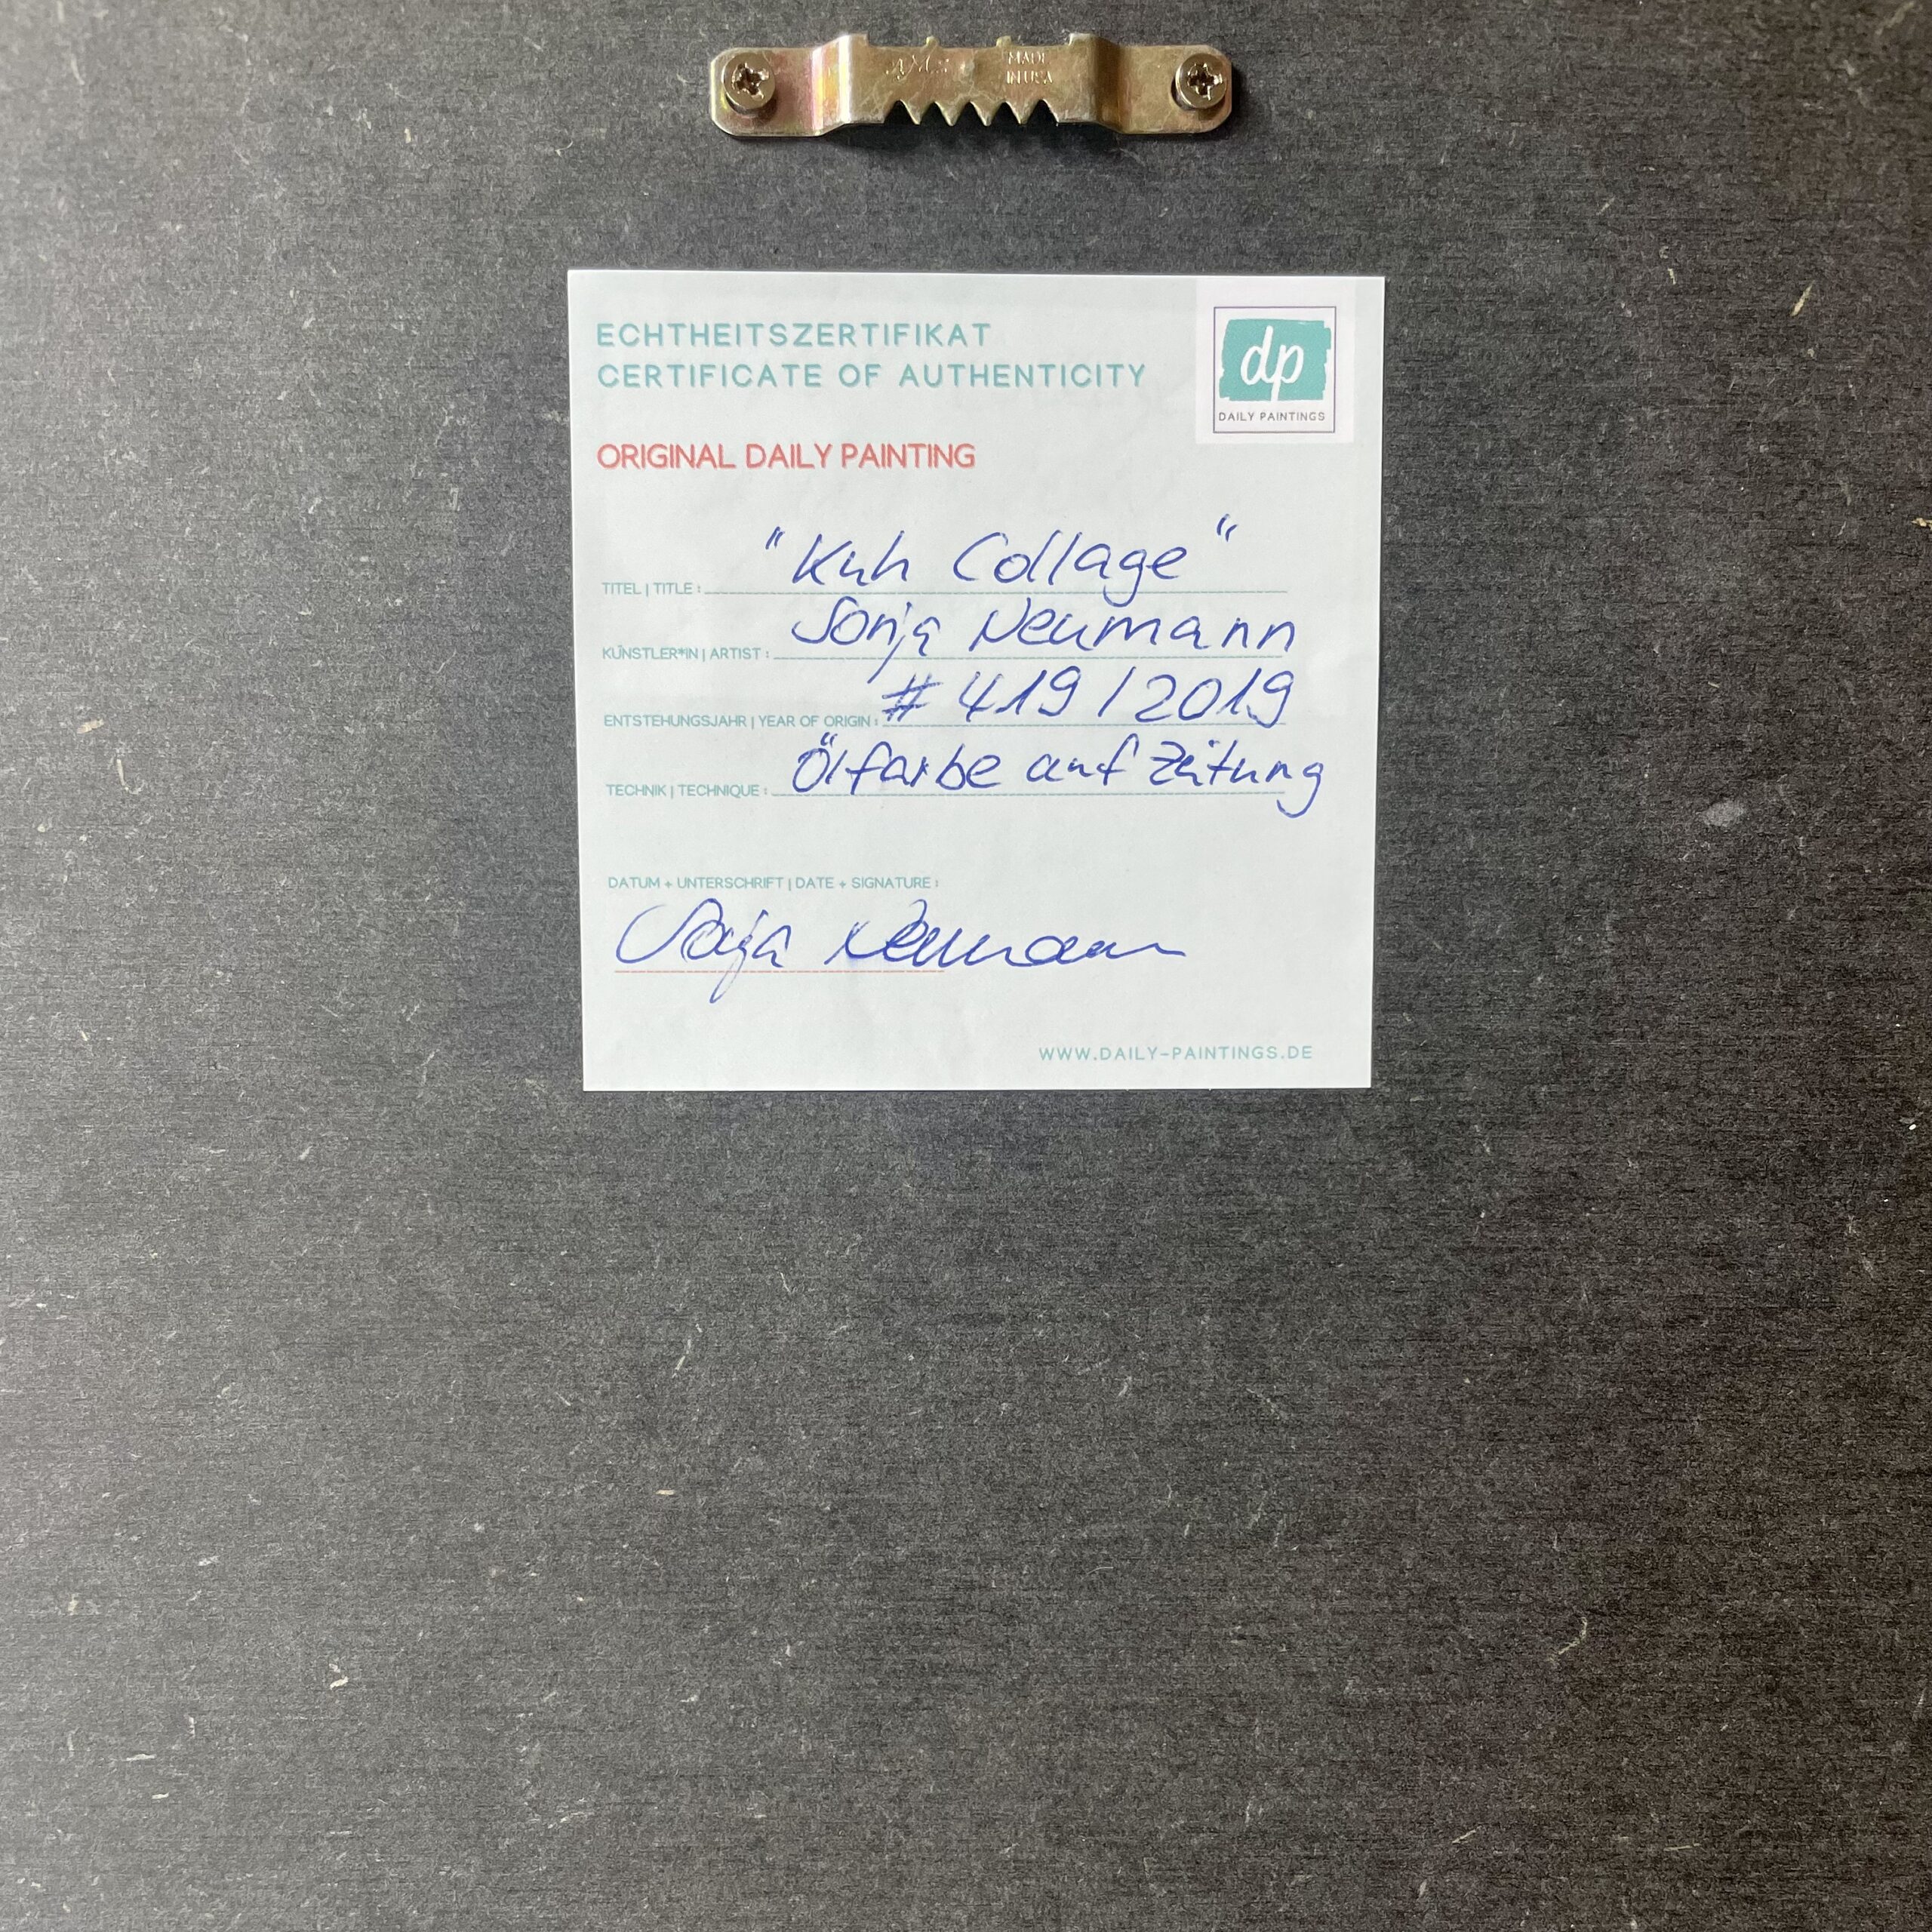 MADE
IN USA
ECHTHEITSZERTIFIKAT
CERTIFICATE OF AUTHENTICITY
dp
DAILY PAINTINGS
ORIGINAL DAILY PAINTING
TITEL | TITLE : "Kuh Collage"
KÜNSTLER*IN | ARTIST : Sonja Neumann
ENTSTEHUNGSJAHR | YEAR OF ORIGIN : # 419 / 2019
TECHNIK | TECHNIQUE : Ölfarbe auf Zeitung
DATUM + UNTERSCHRIFT | DATE + SIGNATURE :
Sonja Neumann
WWW.DAILY-PAINTINGS.DE